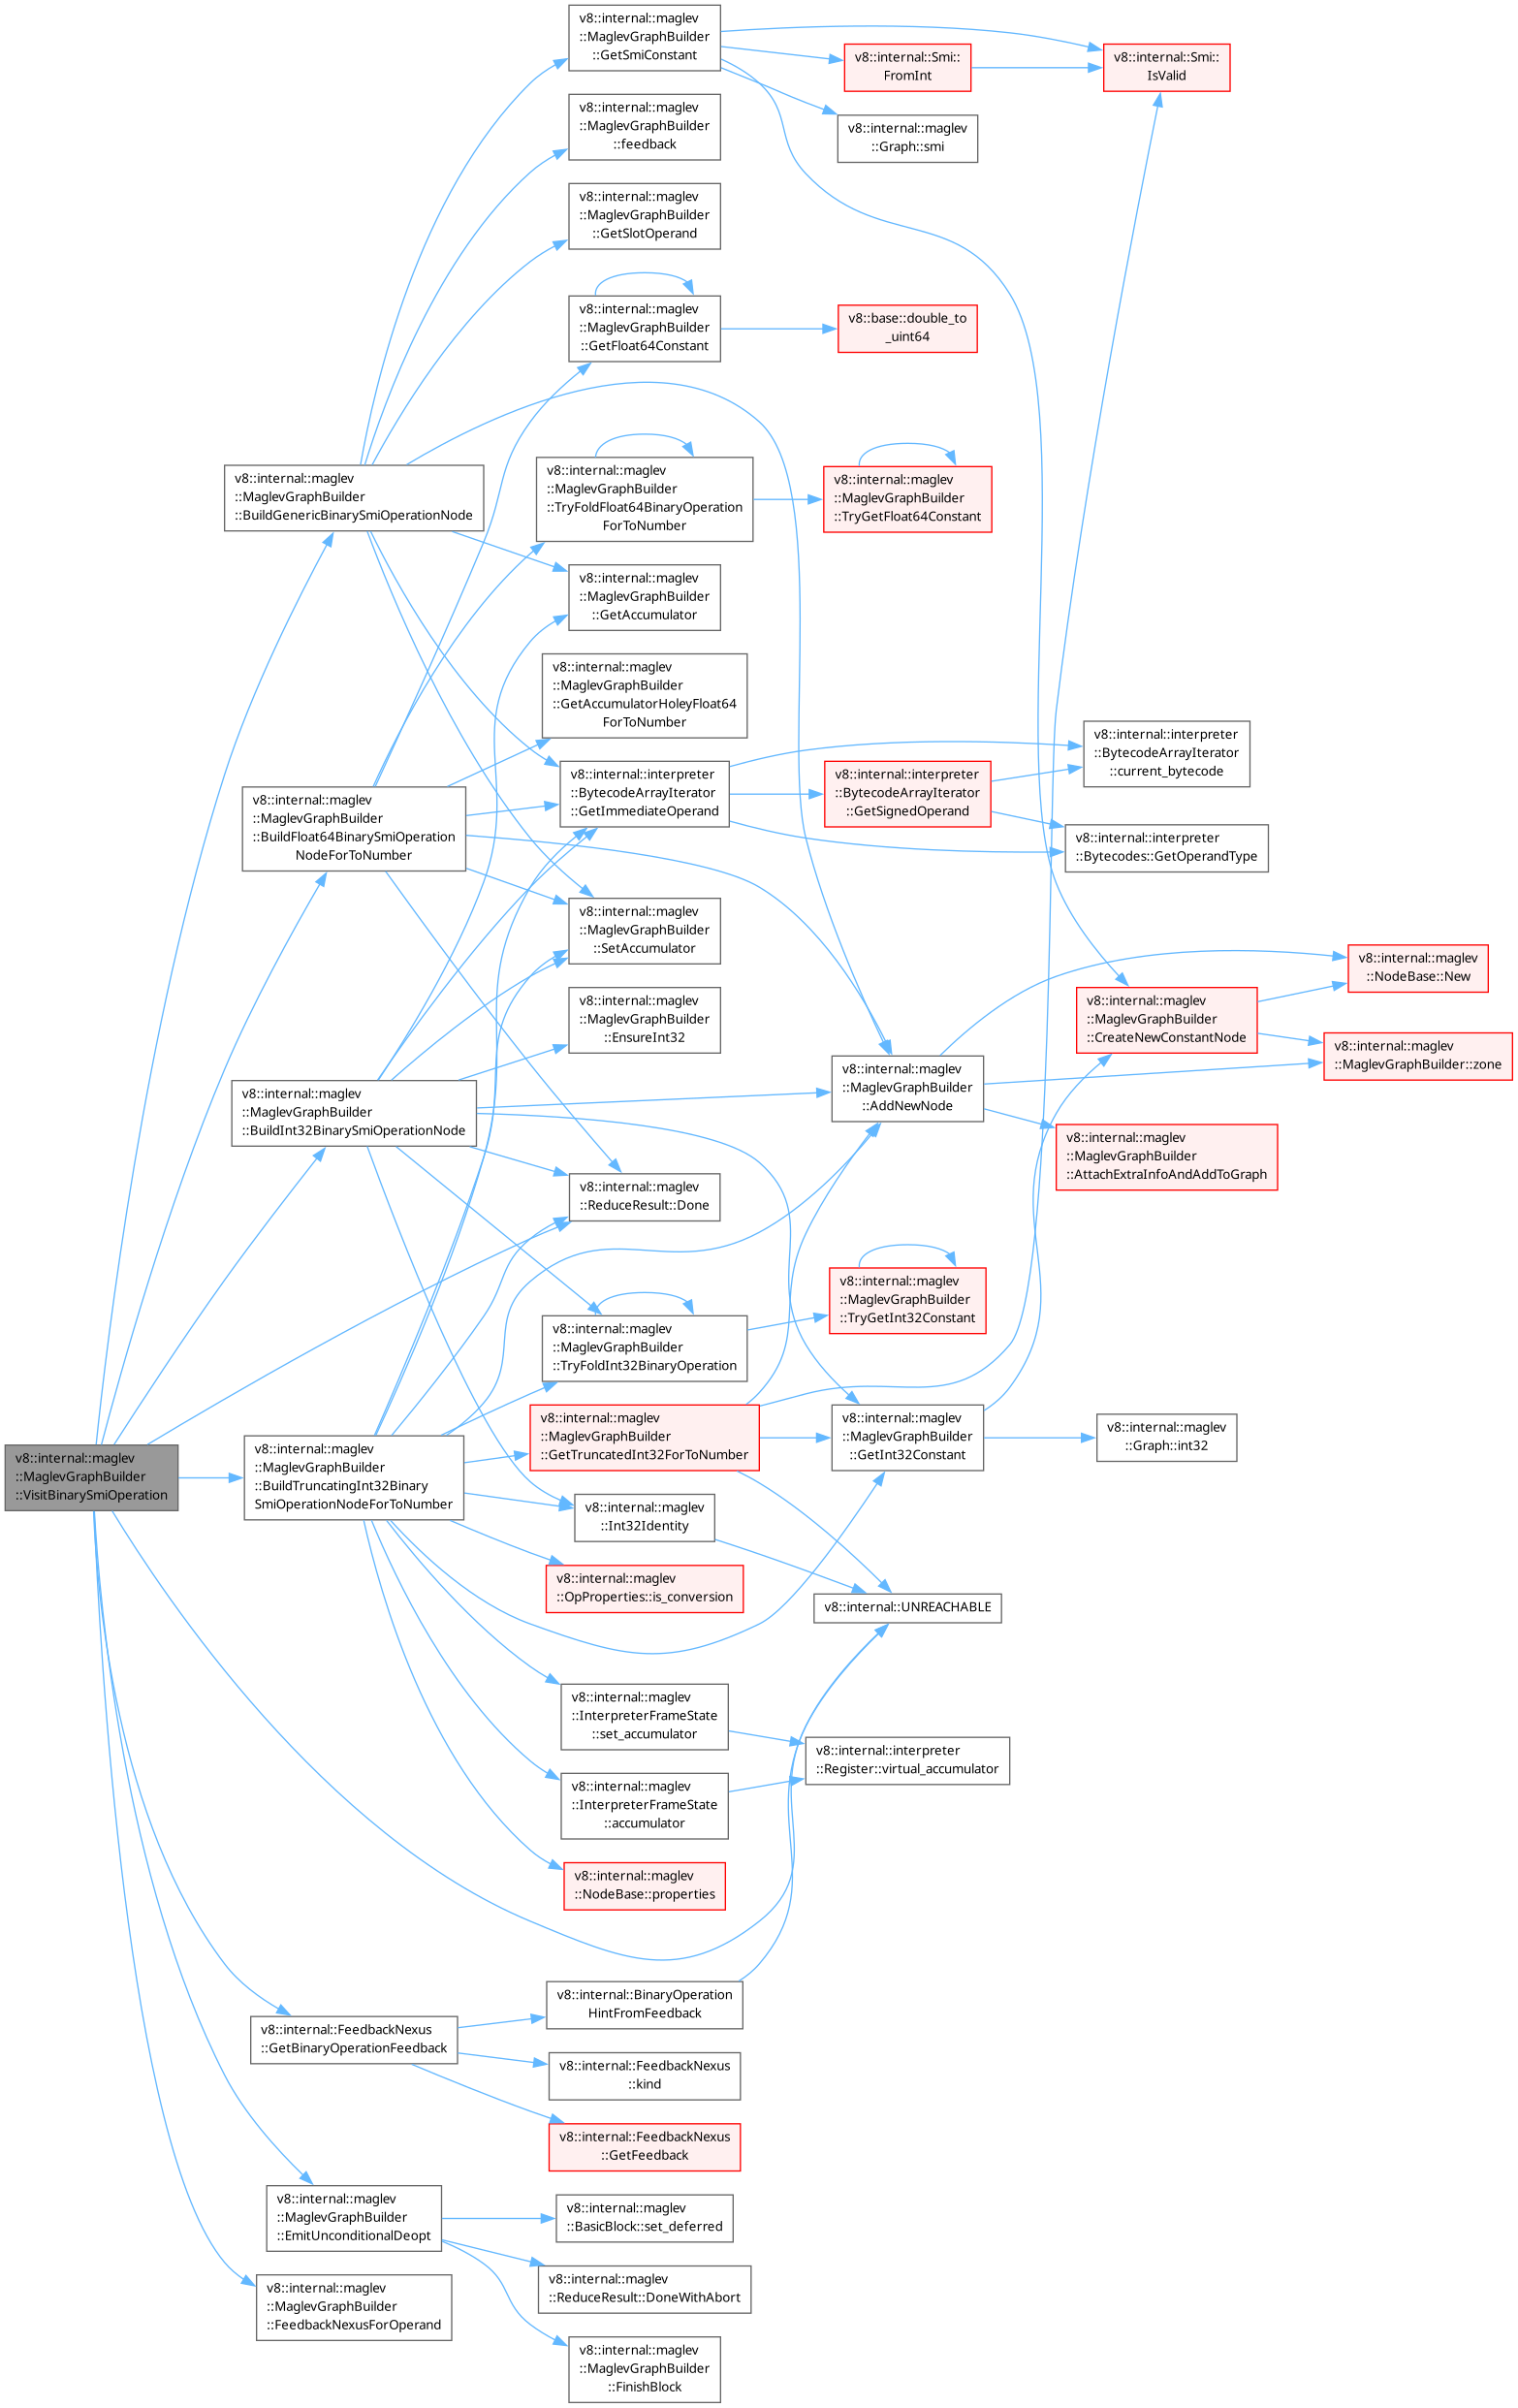 v8::internal::maglev
::MaglevGraphBuilder
::VisitBinarySmiOperation
v8::internal::maglev
::MaglevGraphBuilder
::BuildGenericBinarySmiOperationNode
v8::internal::maglev
::MaglevGraphBuilder
::BuildFloat64BinarySmiOperation
NodeForToNumber
v8::internal::maglev
::MaglevGraphBuilder
::BuildInt32BinarySmiOperationNode
v8::internal::maglev
::MaglevGraphBuilder
::BuildTruncatingInt32Binary
SmiOperationNodeForToNumber
v8::internal::FeedbackNexus
::GetBinaryOperationFeedback
v8::internal::maglev
::MaglevGraphBuilder
::EmitUnconditionalDeopt
v8::internal::maglev
::MaglevGraphBuilder
::FeedbackNexusForOperand
v8::internal::maglev
::MaglevGraphBuilder
::GetSmiConstant
v8::internal::maglev
::MaglevGraphBuilder
::feedback
v8::internal::maglev
::MaglevGraphBuilder
::GetSlotOperand
v8::internal::maglev
::MaglevGraphBuilder
::GetFloat64Constant
v8::internal::maglev
::MaglevGraphBuilder
::TryFoldFloat64BinaryOperation
ForToNumber
v8::internal::maglev
::MaglevGraphBuilder
::GetAccumulator
v8::internal::maglev
::MaglevGraphBuilder
::GetAccumulatorHoleyFloat64
ForToNumber
v8::internal::interpreter
::BytecodeArrayIterator
::GetImmediateOperand
v8::internal::maglev
::MaglevGraphBuilder
::SetAccumulator
v8::internal::maglev
::MaglevGraphBuilder
::EnsureInt32
v8::internal::maglev
::ReduceResult::Done
v8::internal::maglev
::MaglevGraphBuilder
::TryFoldInt32BinaryOperation
v8::internal::maglev
::MaglevGraphBuilder
::GetTruncatedInt32ForToNumber
v8::internal::maglev
::Int32Identity
v8::internal::maglev
::OpProperties::is_conversion
v8::internal::maglev
::InterpreterFrameState
::set_accumulator
v8::internal::maglev
::InterpreterFrameState
::accumulator
v8::internal::maglev
::NodeBase::properties
v8::internal::BinaryOperation
HintFromFeedback
v8::internal::FeedbackNexus
::kind
v8::internal::FeedbackNexus
::GetFeedback
v8::internal::maglev
::BasicBlock::set_deferred
v8::internal::maglev
::ReduceResult::DoneWithAbort
v8::internal::maglev
::MaglevGraphBuilder
::FinishBlock
v8::internal::Smi::
FromInt
v8::internal::maglev
::Graph::smi
v8::base::double_to
_uint64
v8::internal::maglev
::MaglevGraphBuilder
::TryGetFloat64Constant
v8::internal::interpreter
::BytecodeArrayIterator
::GetSignedOperand
v8::internal::maglev
::MaglevGraphBuilder
::AddNewNode
v8::internal::maglev
::MaglevGraphBuilder
::TryGetInt32Constant
v8::internal::maglev
::MaglevGraphBuilder
::GetInt32Constant
v8::internal::UNREACHABLE
v8::internal::interpreter
::Register::virtual_accumulator
v8::internal::Smi::
IsValid
v8::internal::interpreter
::BytecodeArrayIterator
::current_bytecode
v8::internal::interpreter
::Bytecodes::GetOperandType
v8::internal::maglev
::MaglevGraphBuilder
::CreateNewConstantNode
v8::internal::maglev
::MaglevGraphBuilder
::AttachExtraInfoAndAddToGraph
v8::internal::maglev
::Graph::int32
v8::internal::maglev
::NodeBase::New
v8::internal::maglev
::MaglevGraphBuilder::zone